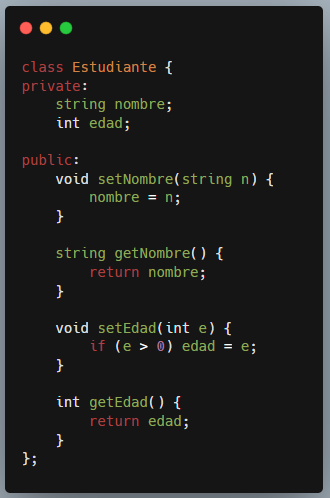 class Estudiante {
private:
    string nombre;
    int edad;

public:
    void setNombre(string n) {
        nombre = n;
    }

    string getNombre() {
        return nombre;
    }

    void setEdad(int e) {
        if (e > 0) edad = e;
    }

    int getEdad() {
        return edad;
    }
};